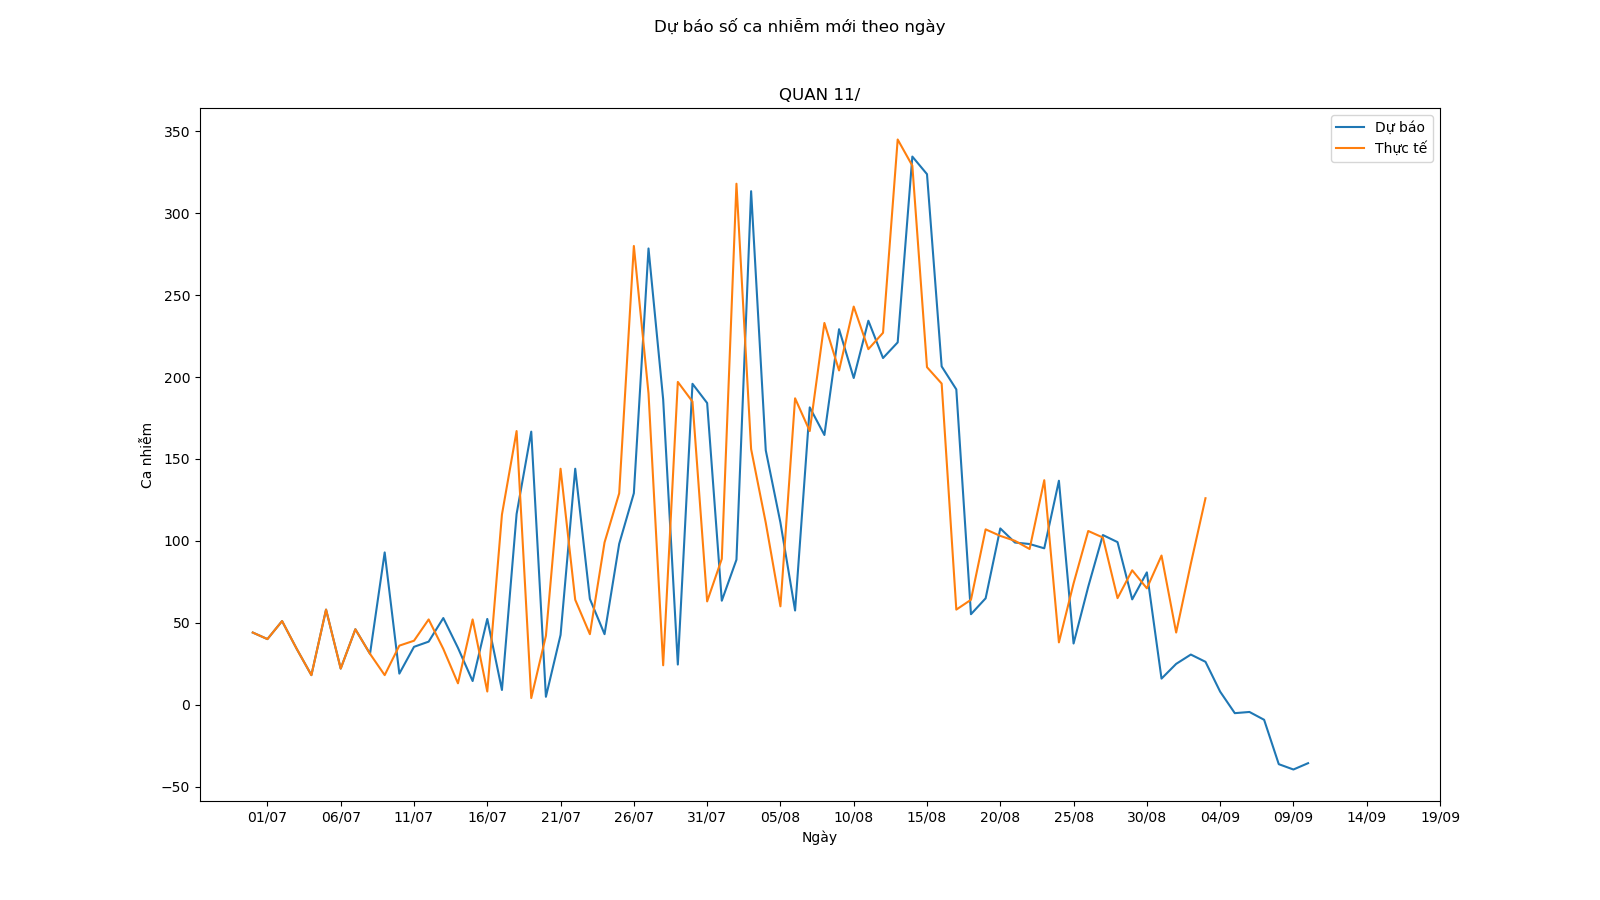 Dự báo số ca nhiễm mới theo ngày
QUAN 11/
Dự báo
Thực tế
350
300
250
200
150
100
50
0
−50
Ca nhiễm
01/07 06/07 11/07 16/07 21/07 26/07 31/07 05/08 10/08 15/08 20/08 25/08 30/08 04/09 09/09 14/09 19/09
Ngày